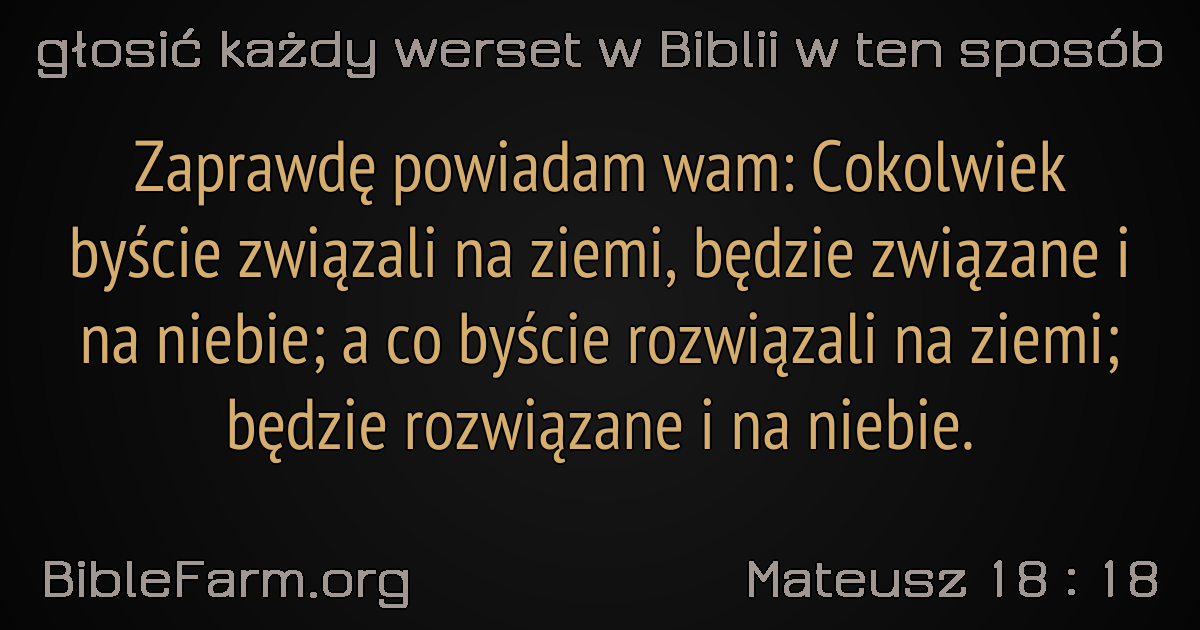 głosić każdy werset w Biblii w ten sposób
Zaprawdę powiadam wam: Cokolwiek
byście związali na ziemi, będzie związane i
na niebie; a co byście rozwiązali na ziemi;
będzie rozwiązane i na niebie.
BibleFarm.org
Mateusz 18 : 18